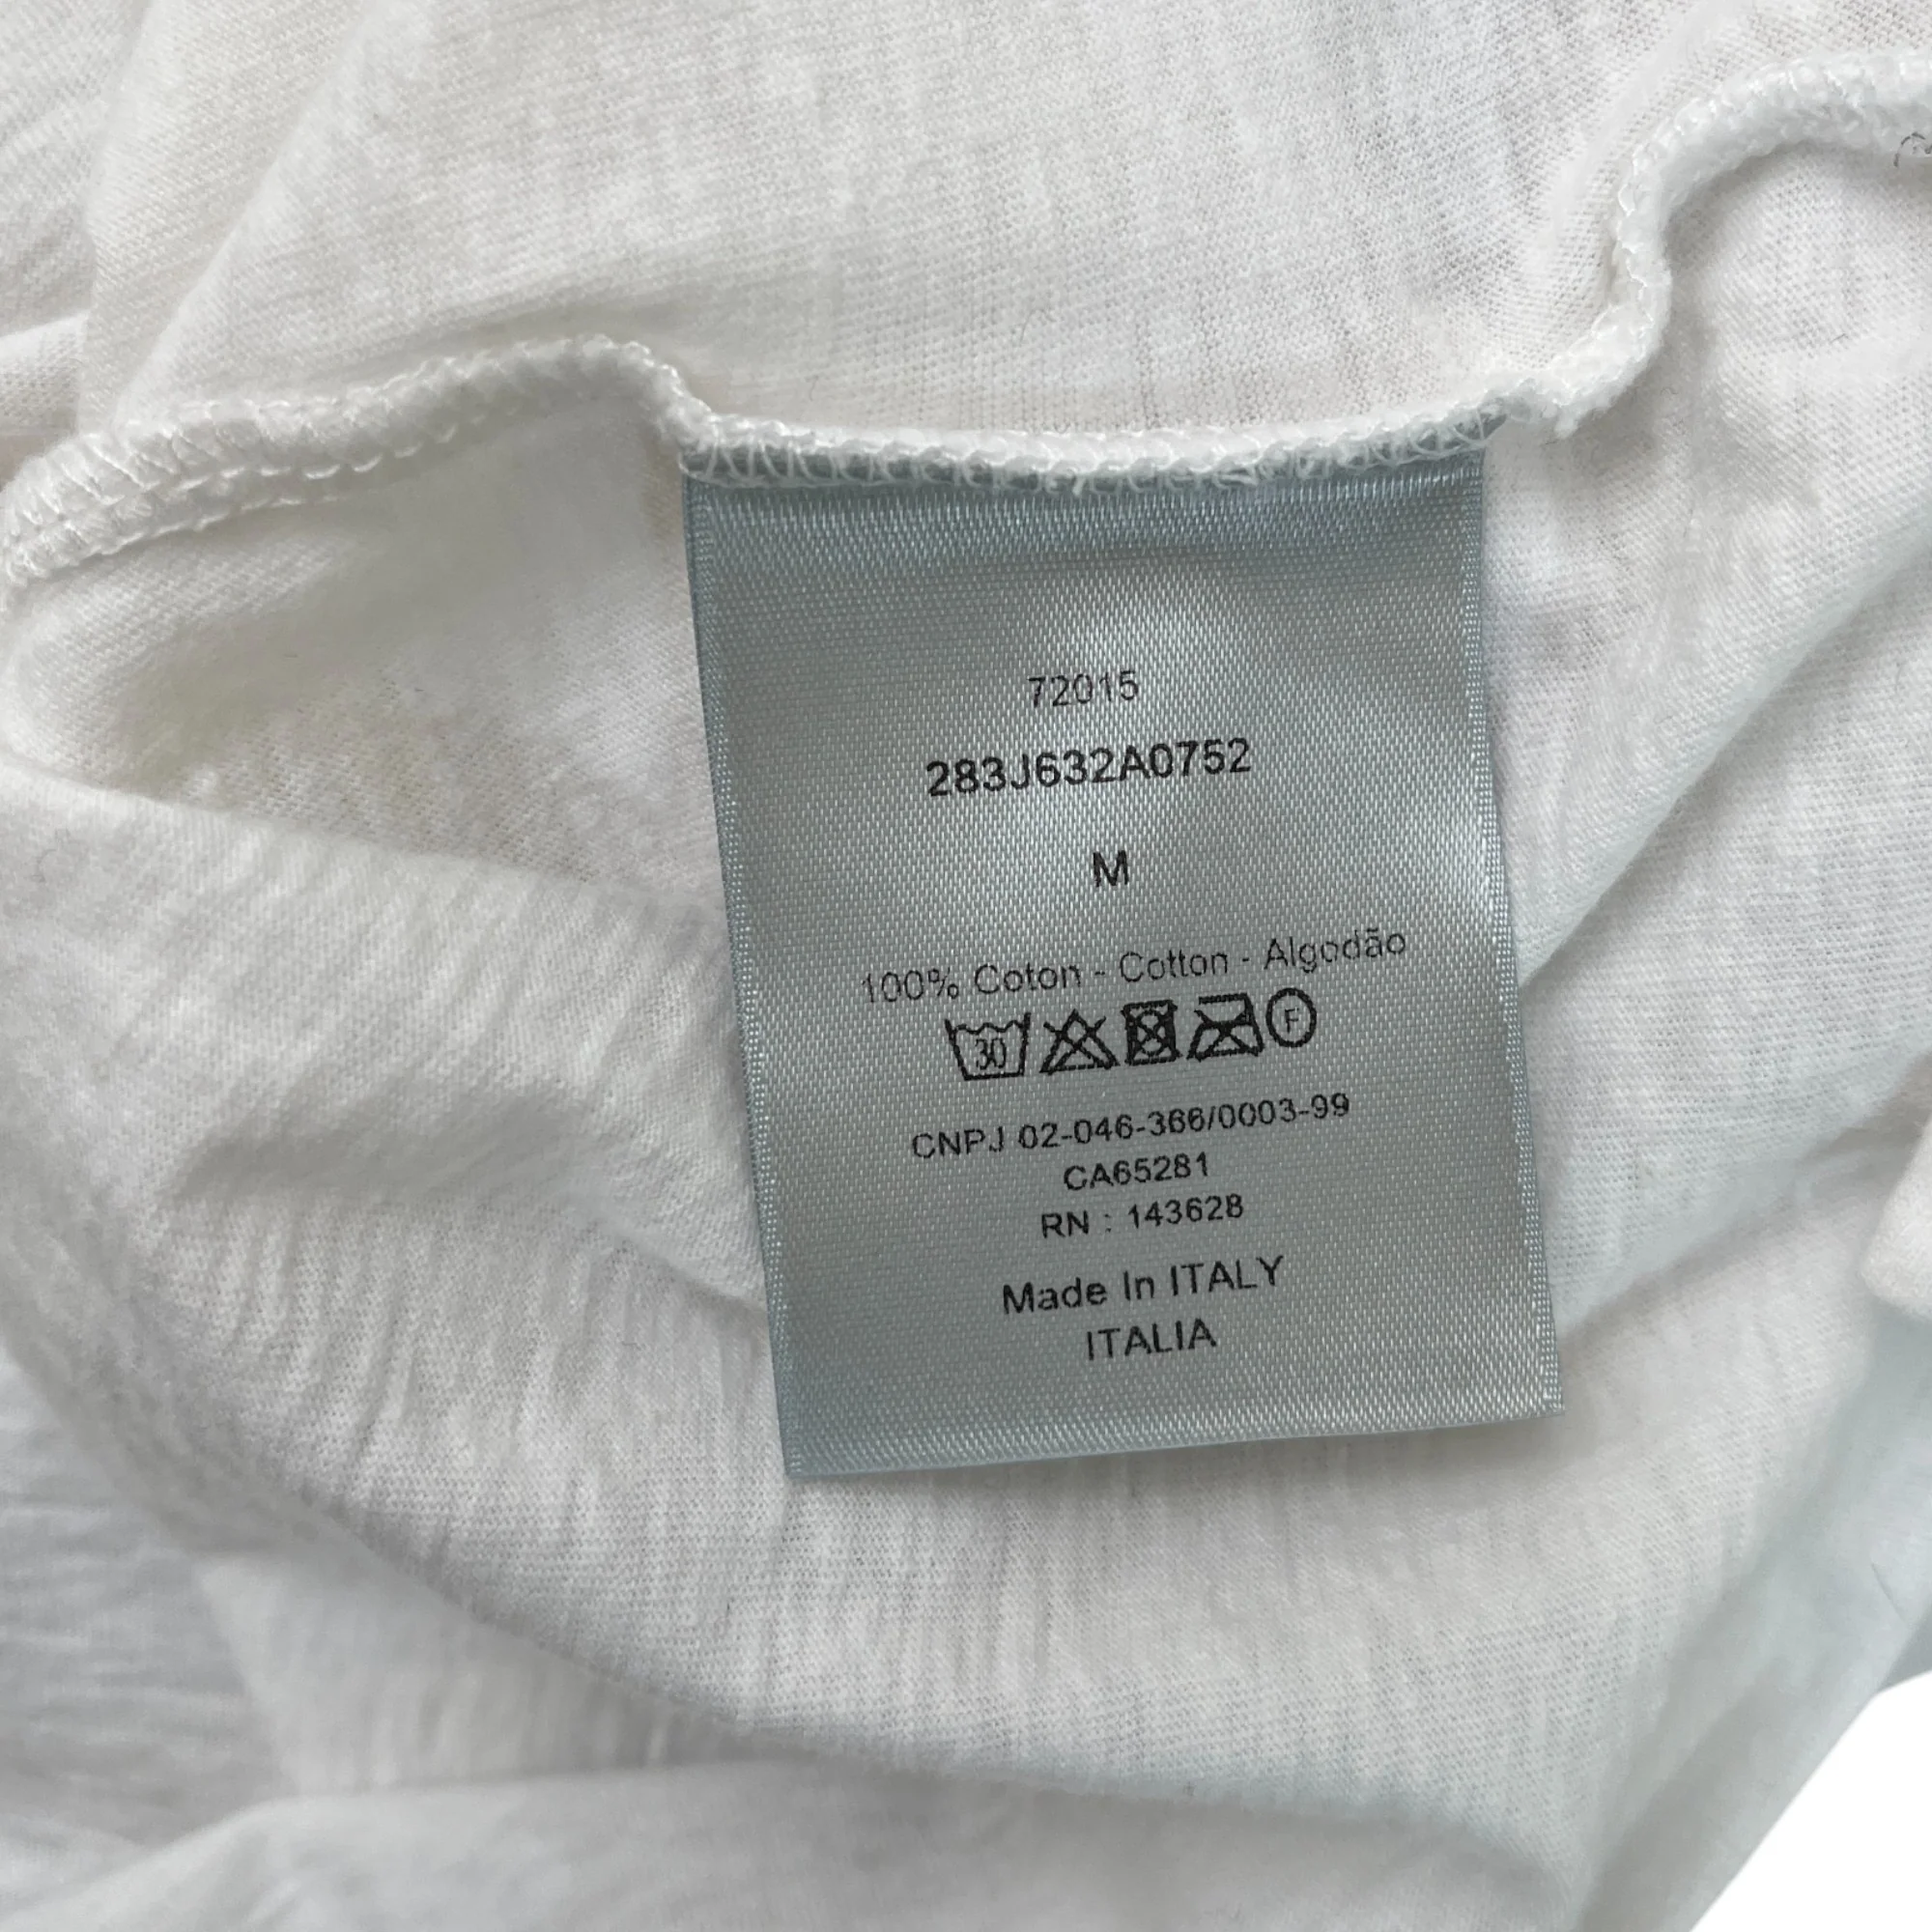 72015
283J632A0752
M
100% Coton - Cotton - Algodão
30 F
CNPJ 02-046-366/0003-99
CA65281
RN : 143628
Made In ITALY
ITALIA